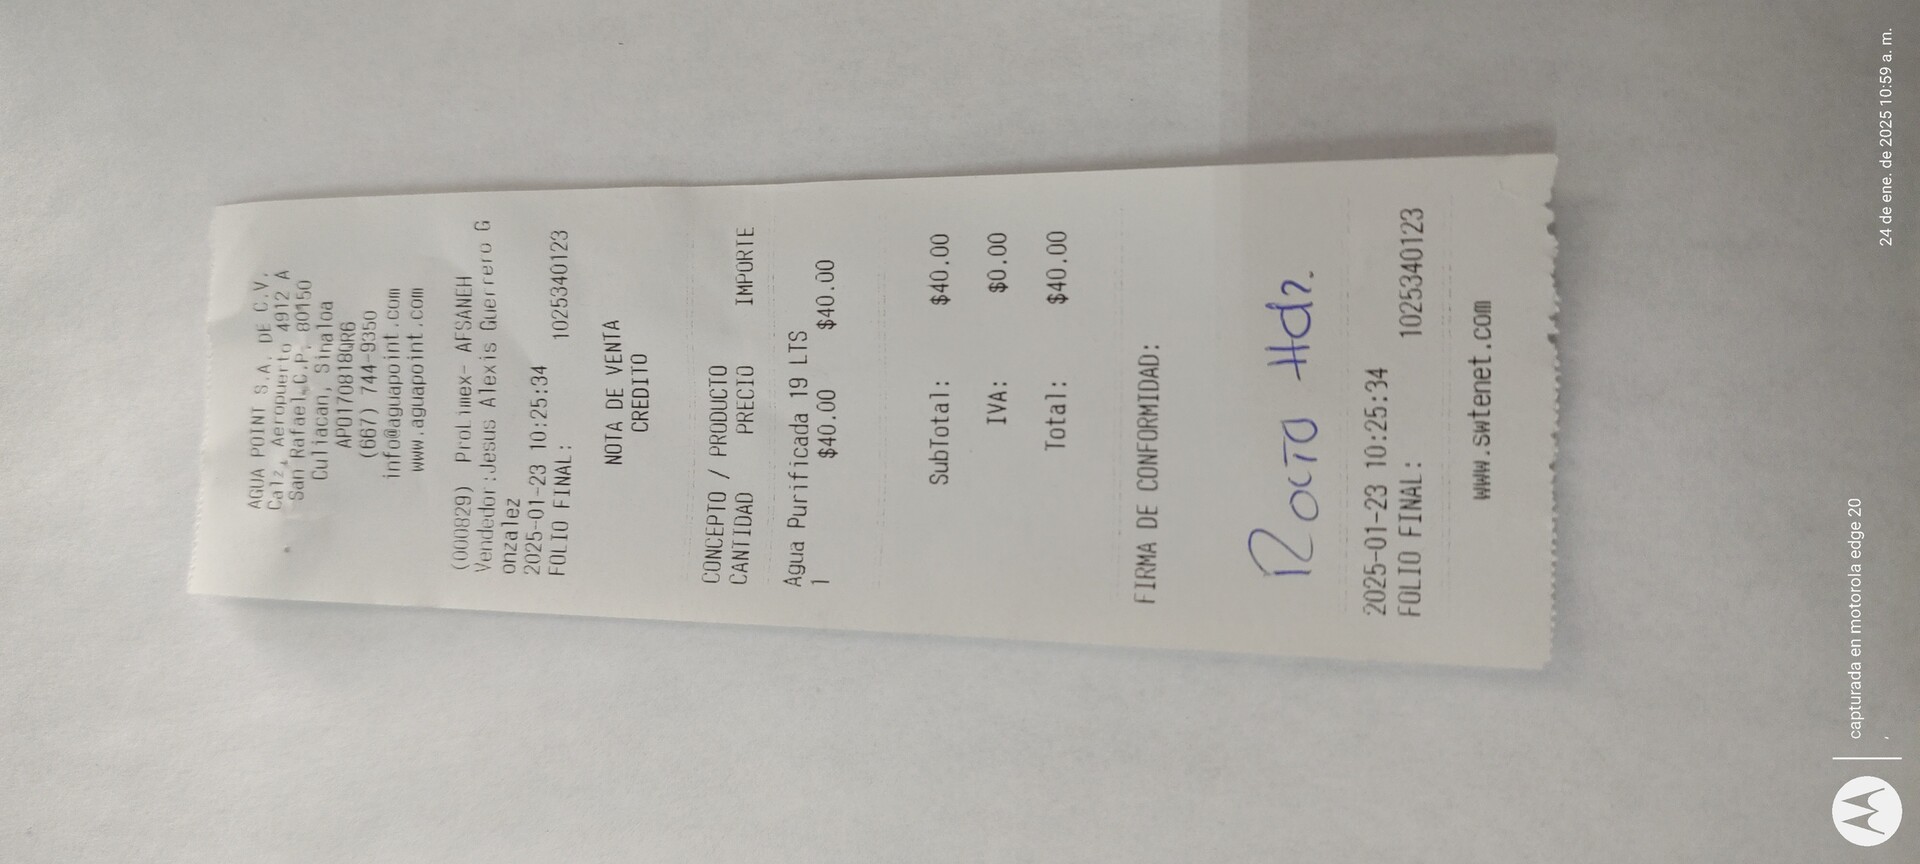 AGUA POINT S.A. DE C.V.
Calz. Aeropuerto 4912 A
San Rafael C.P. 80150
Culiacan, Sinaloa
APO170818QR6
(667) 744-9350
info@aguapoint.com
www.aguapoint.com
(000829) ProLimex- AFSANEH
Vendedor:Jesus Alexis Guerrero G
onzalez
2025-01-23 10:25:34
FOLIO FINAL: 1025340123
NOTA DE VENTA
CREDITO
CONCEPTO / PRODUCTO
CANTIDAD PRECIO IMPORTE
Agua Purificada 19 LTS
1 $40.00 $40.00
SubTotal: $40.00
IVA: $0.00
Total: $40.00
FIRMA DE CONFORMIDAD:
Rocío Hdz.
2025-01-23 10:25:34
FOLIO FINAL: 1025340123
www.swtenet.com
capturada en motorola edge 20
24 de ene. de 2025 10:59 a. m.